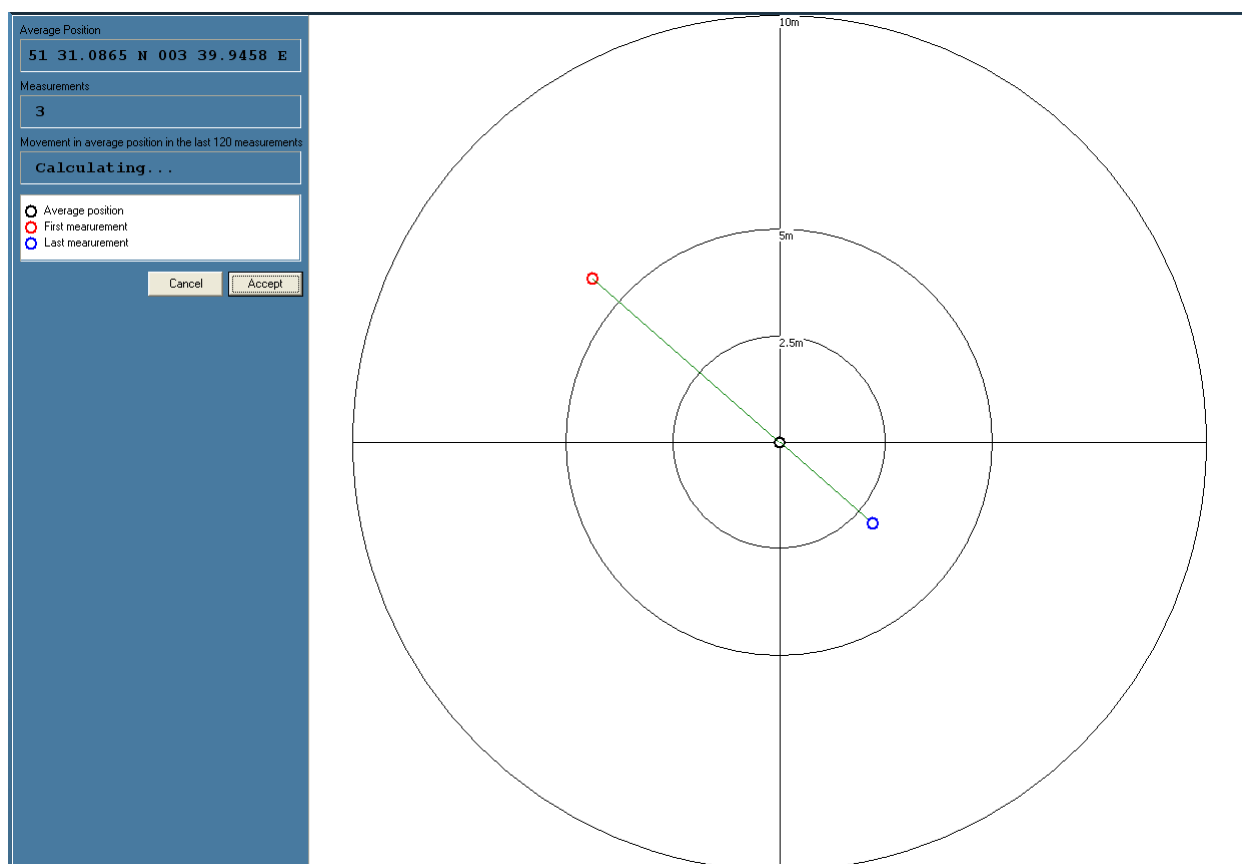 Average Position
51 31.0865 N 003 39.9458 E
Measurements
3
Movement in average position in the last 120 measurements
Calculating...
Average position
First mearurement
Last mearurement
Cancel Accept
10m
5m
2.5m